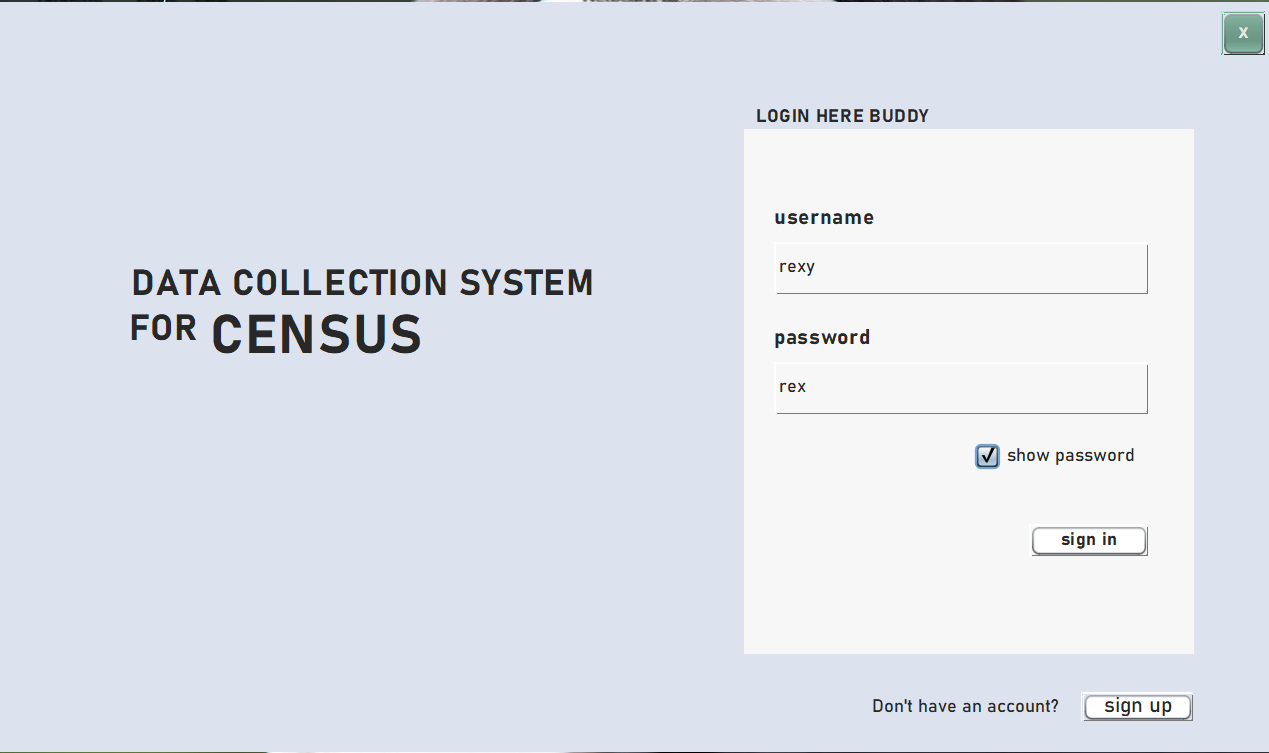 X
LOGIN HERE BUDDY
username
rexy
password
rex
show password
sign in
DATA COLLECTION SYSTEM
FOR CENSUS
Don't have an account?
sign up